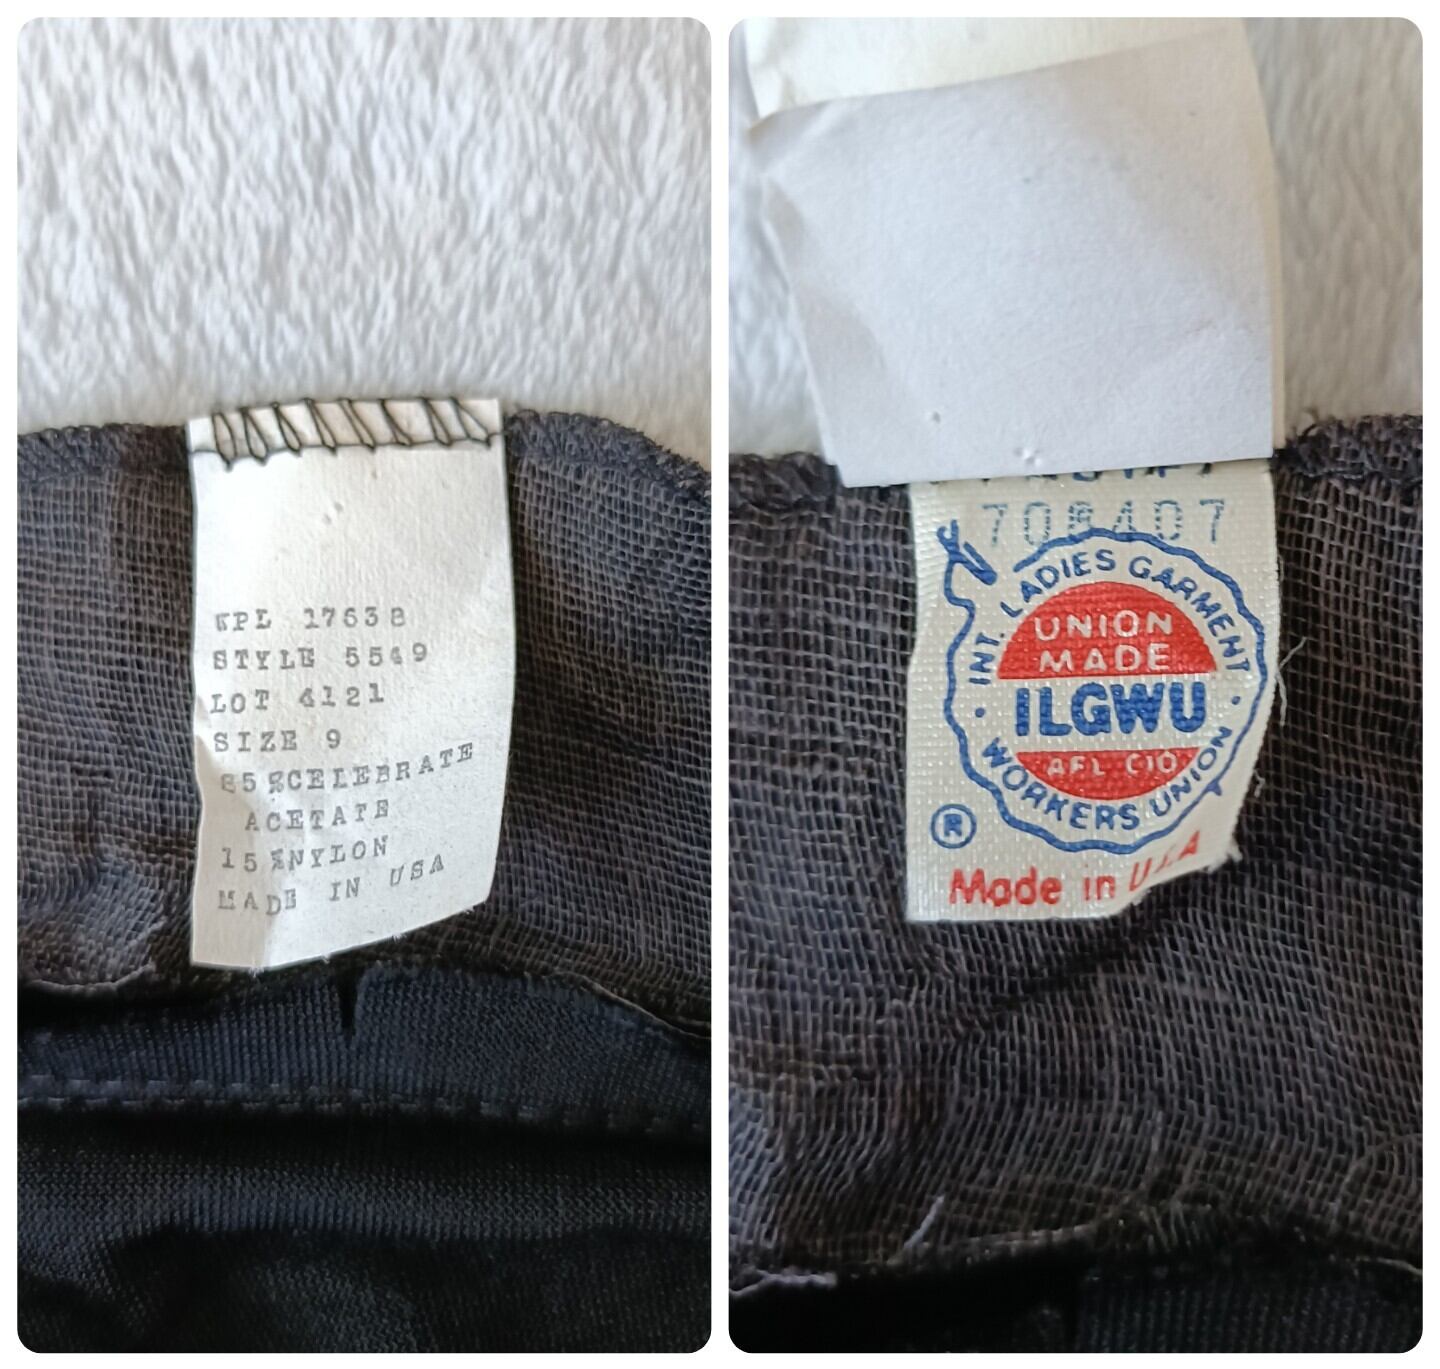 WPL 17638
STYLE 5549
LOT 4121
SIZE 9
85%CELEBRATE
ACETATE
15%NYLON
MADE IN USA
708407
INT. LADIES GARMENT
UNION
MADE
ILGWU
AFL CIO
WORKERS UNION
®
Made in USA